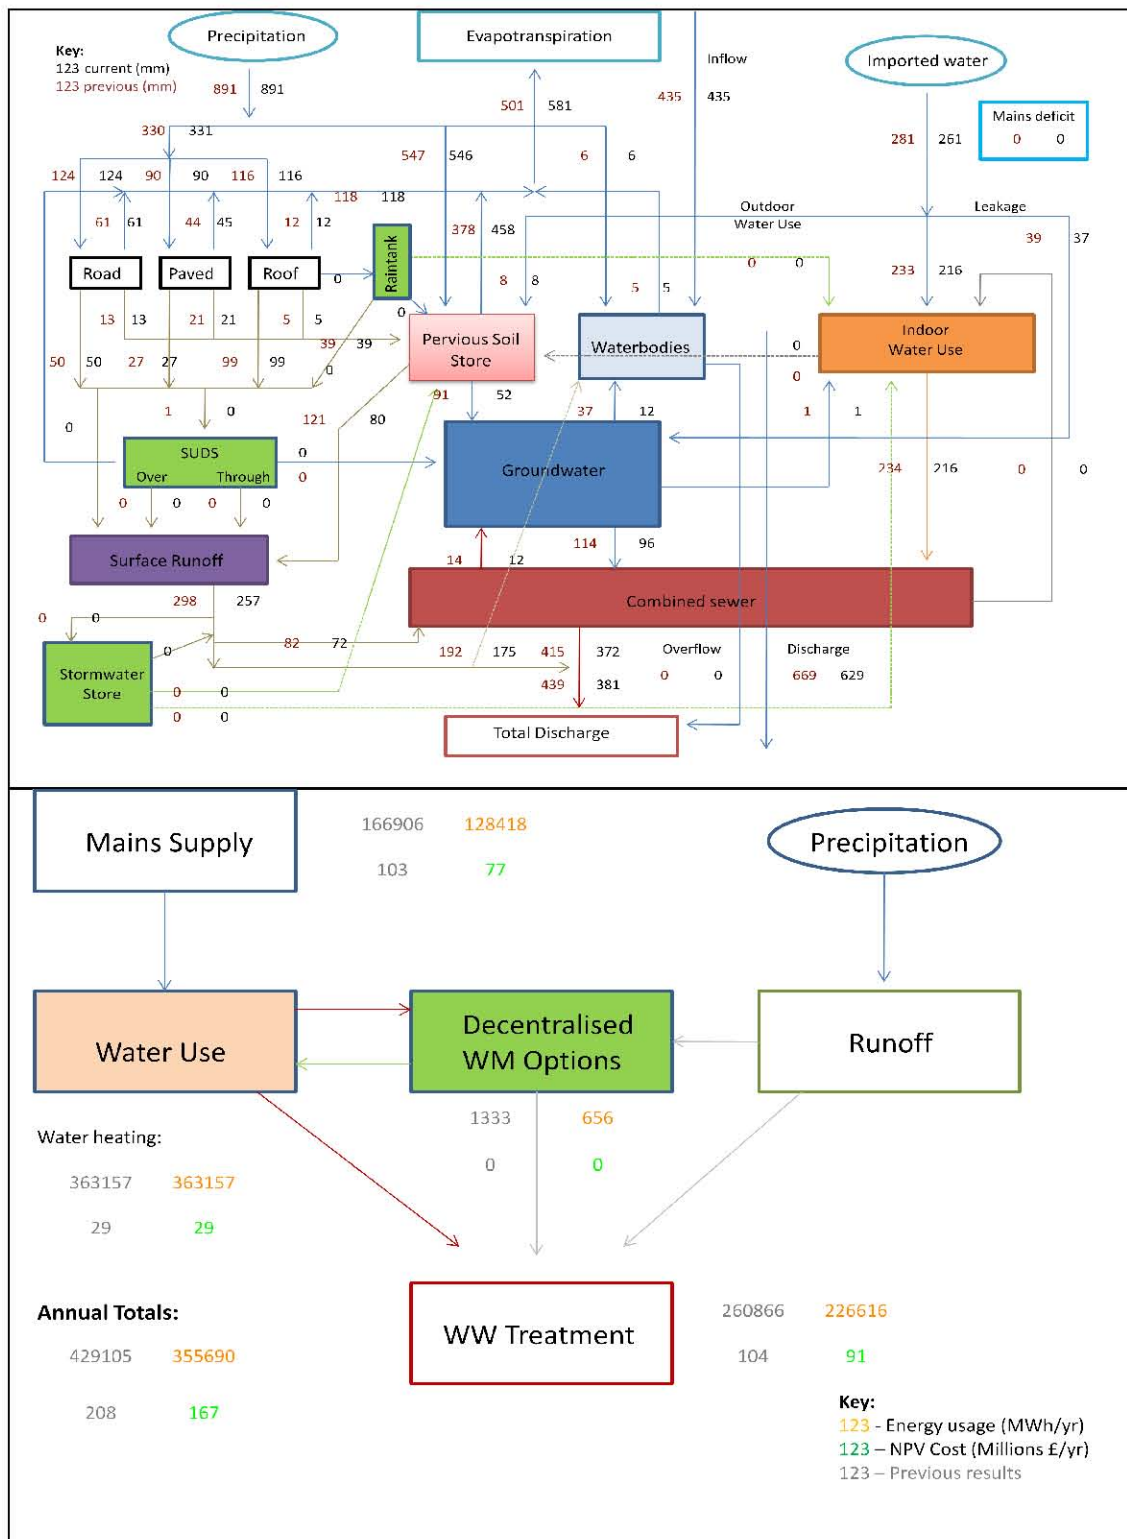 Precipitation
Evapotranspiration
Key:
123 current (mm)
123 previous (mm)
Inflow
Imported water
891 891
501 581
435 435
Mains deficit
0 0
281 261
330 331
547 546
6 6
124 124 90 90 116 116
118 118
61 61 44 45 12 12
378 458
Outdoor
Water Use
Leakage
39 37
Road
Paved
Roof
Raintank
0
8 8
5 5
0 0
233 216
0
13 13 21 21 5 5
39 39
Pervious Soil
Store
Waterbodies
Indoor
Water Use
0
0
50 50 27 27 99 99
0
91 52
37 12
1 1
1 0
121 80
0
SUDS
Over Through
0
0
Groundwater
234 216
0 0
0 0 0 0
Surface Runoff
114 96
14 12
Combined sewer
298 257
0 0
82 72
0
192 175
415 372
439 381
Overflow
0 0
Discharge
669 629
Stormwater
Store
0 0
0 0
Total Discharge
Mains Supply
166906 128418
103 77
Precipitation
Water Use
Decentralised
WM Options
Runoff
1333 656
0 0
Water heating:
363157 363157
29 29
Annual Totals:
429105 355690
208 167
WW Treatment
260866 226616
104 91
Key:
123 - Energy usage (MWh/yr)
123 – NPV Cost (Millions £/yr)
123 – Previous results